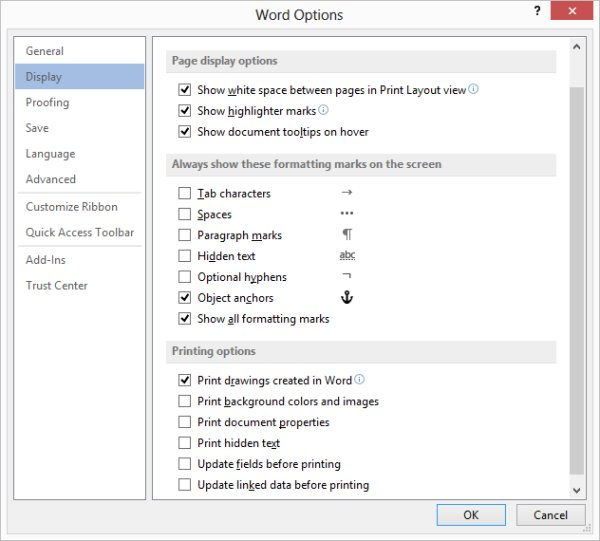 Word Options
?
General
Display
Proofing
Save
Language
Advanced
Customize Ribbon
Quick Access Toolbar
Add-Ins
Trust Center
Page display options
Show white space between pages in Print Layout view
Show highlighter marks
Show document tooltips on hover
Always show these formatting marks on the screen
Tab characters →
Spaces •••
Paragraph marks ¶
Hidden text abc
Optional hyphens ¬
Object anchors
Show all formatting marks
Printing options
Print drawings created in Word
Print background colors and images
Print document properties
Print hidden text
Update fields before printing
Update linked data before printing
OK Cancel